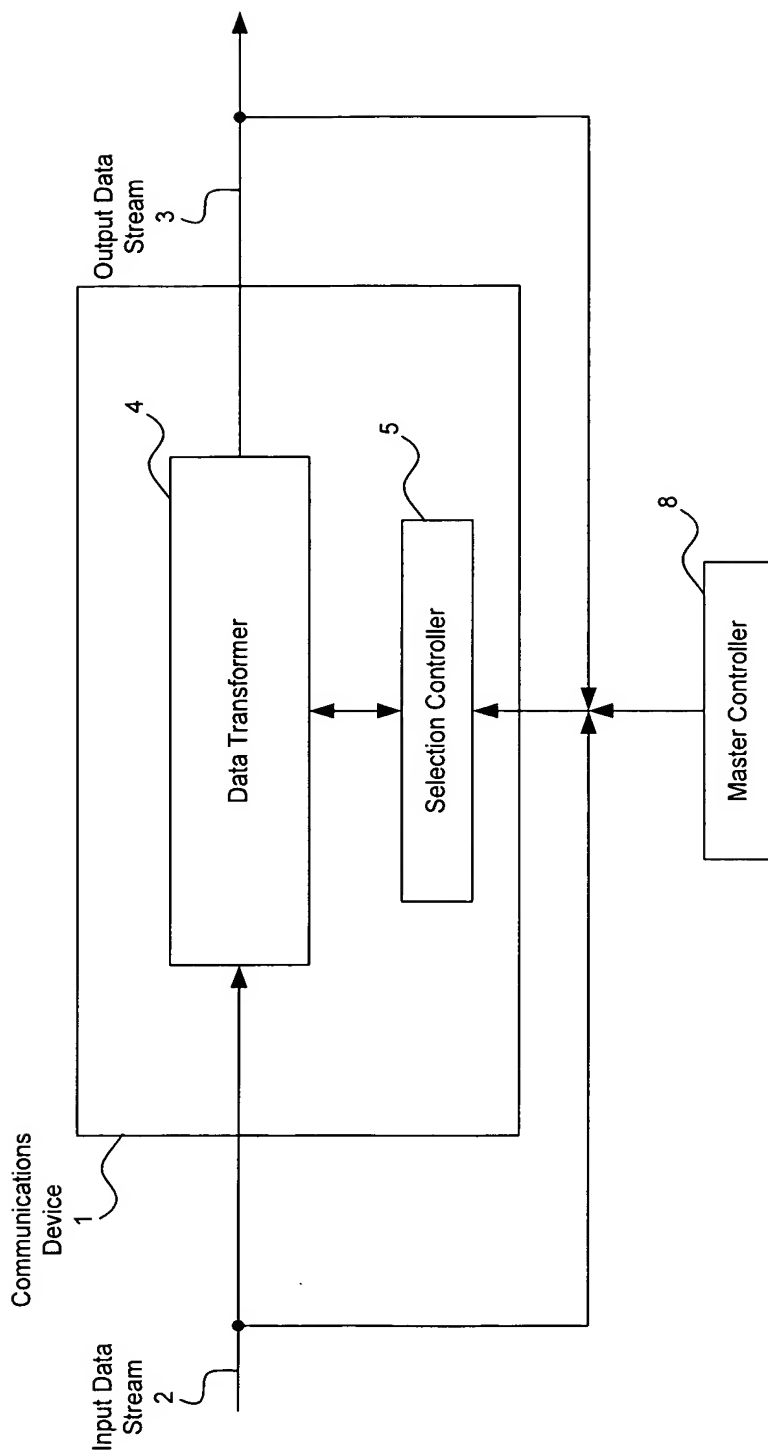 Communications
Device
1
Input Data
Stream
2
Output Data
Stream
3
4
Data Transformer
5
Selection Controller
8
Master Controller